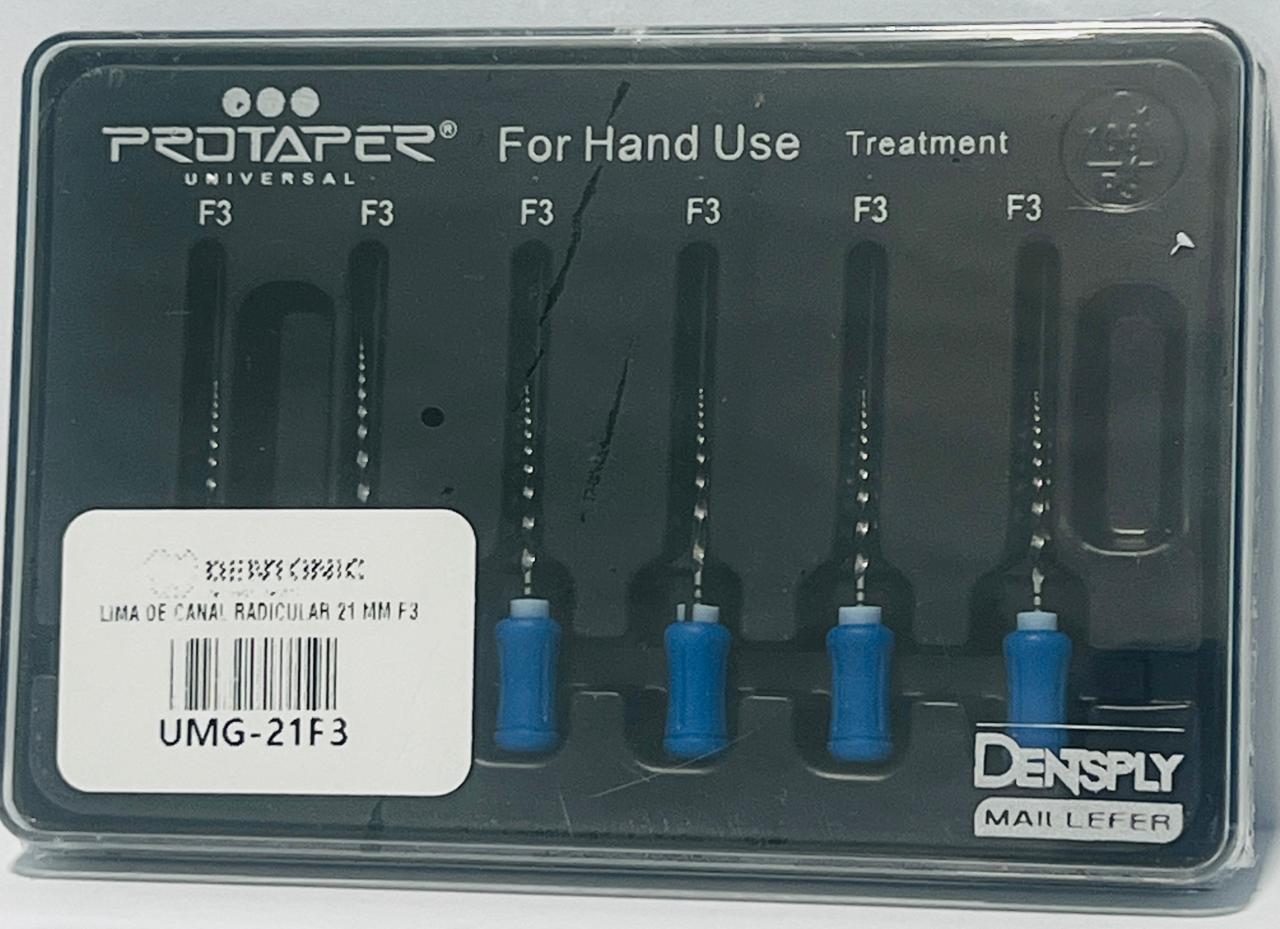 PROTAPER® For Hand Use Treatment
UNIVERSAL
F3 F3 F3 F3 F3 F3
LIMA DE CANAL RADICULAR 21 MM F3
UMG-21F3
DENTSPLY
MAILLEFER